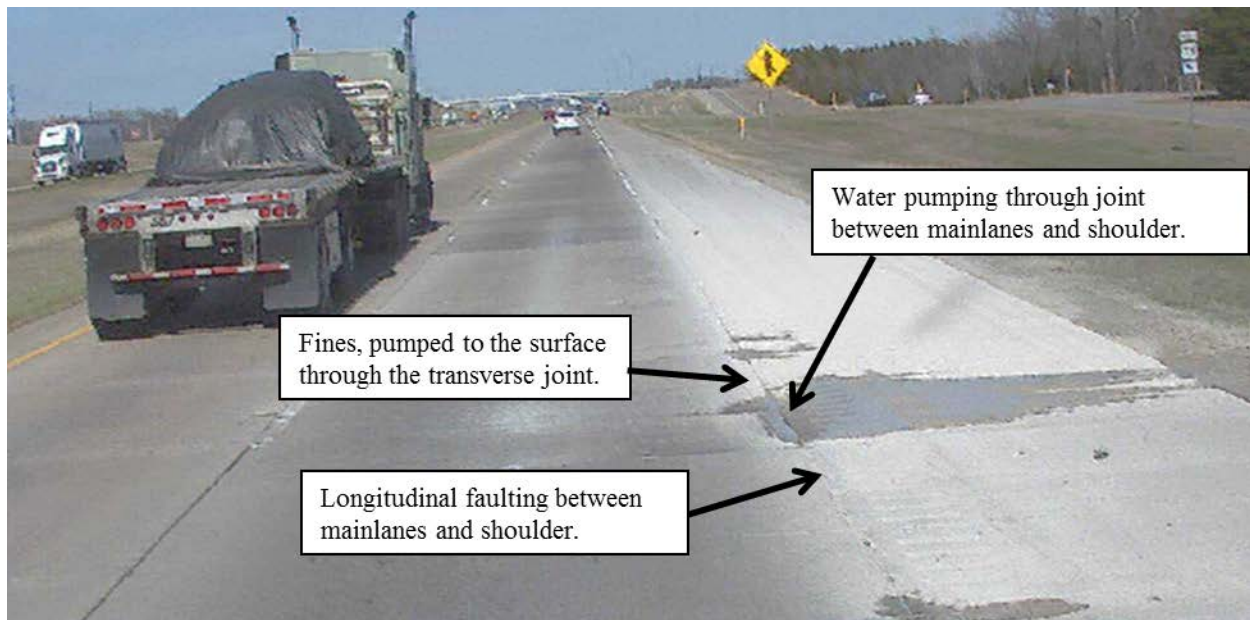 Water pumping through joint
between mainlanes and shoulder.
Fines, pumped to the surface
through the transverse joint.
Longitudinal faulting between
mainlanes and shoulder.